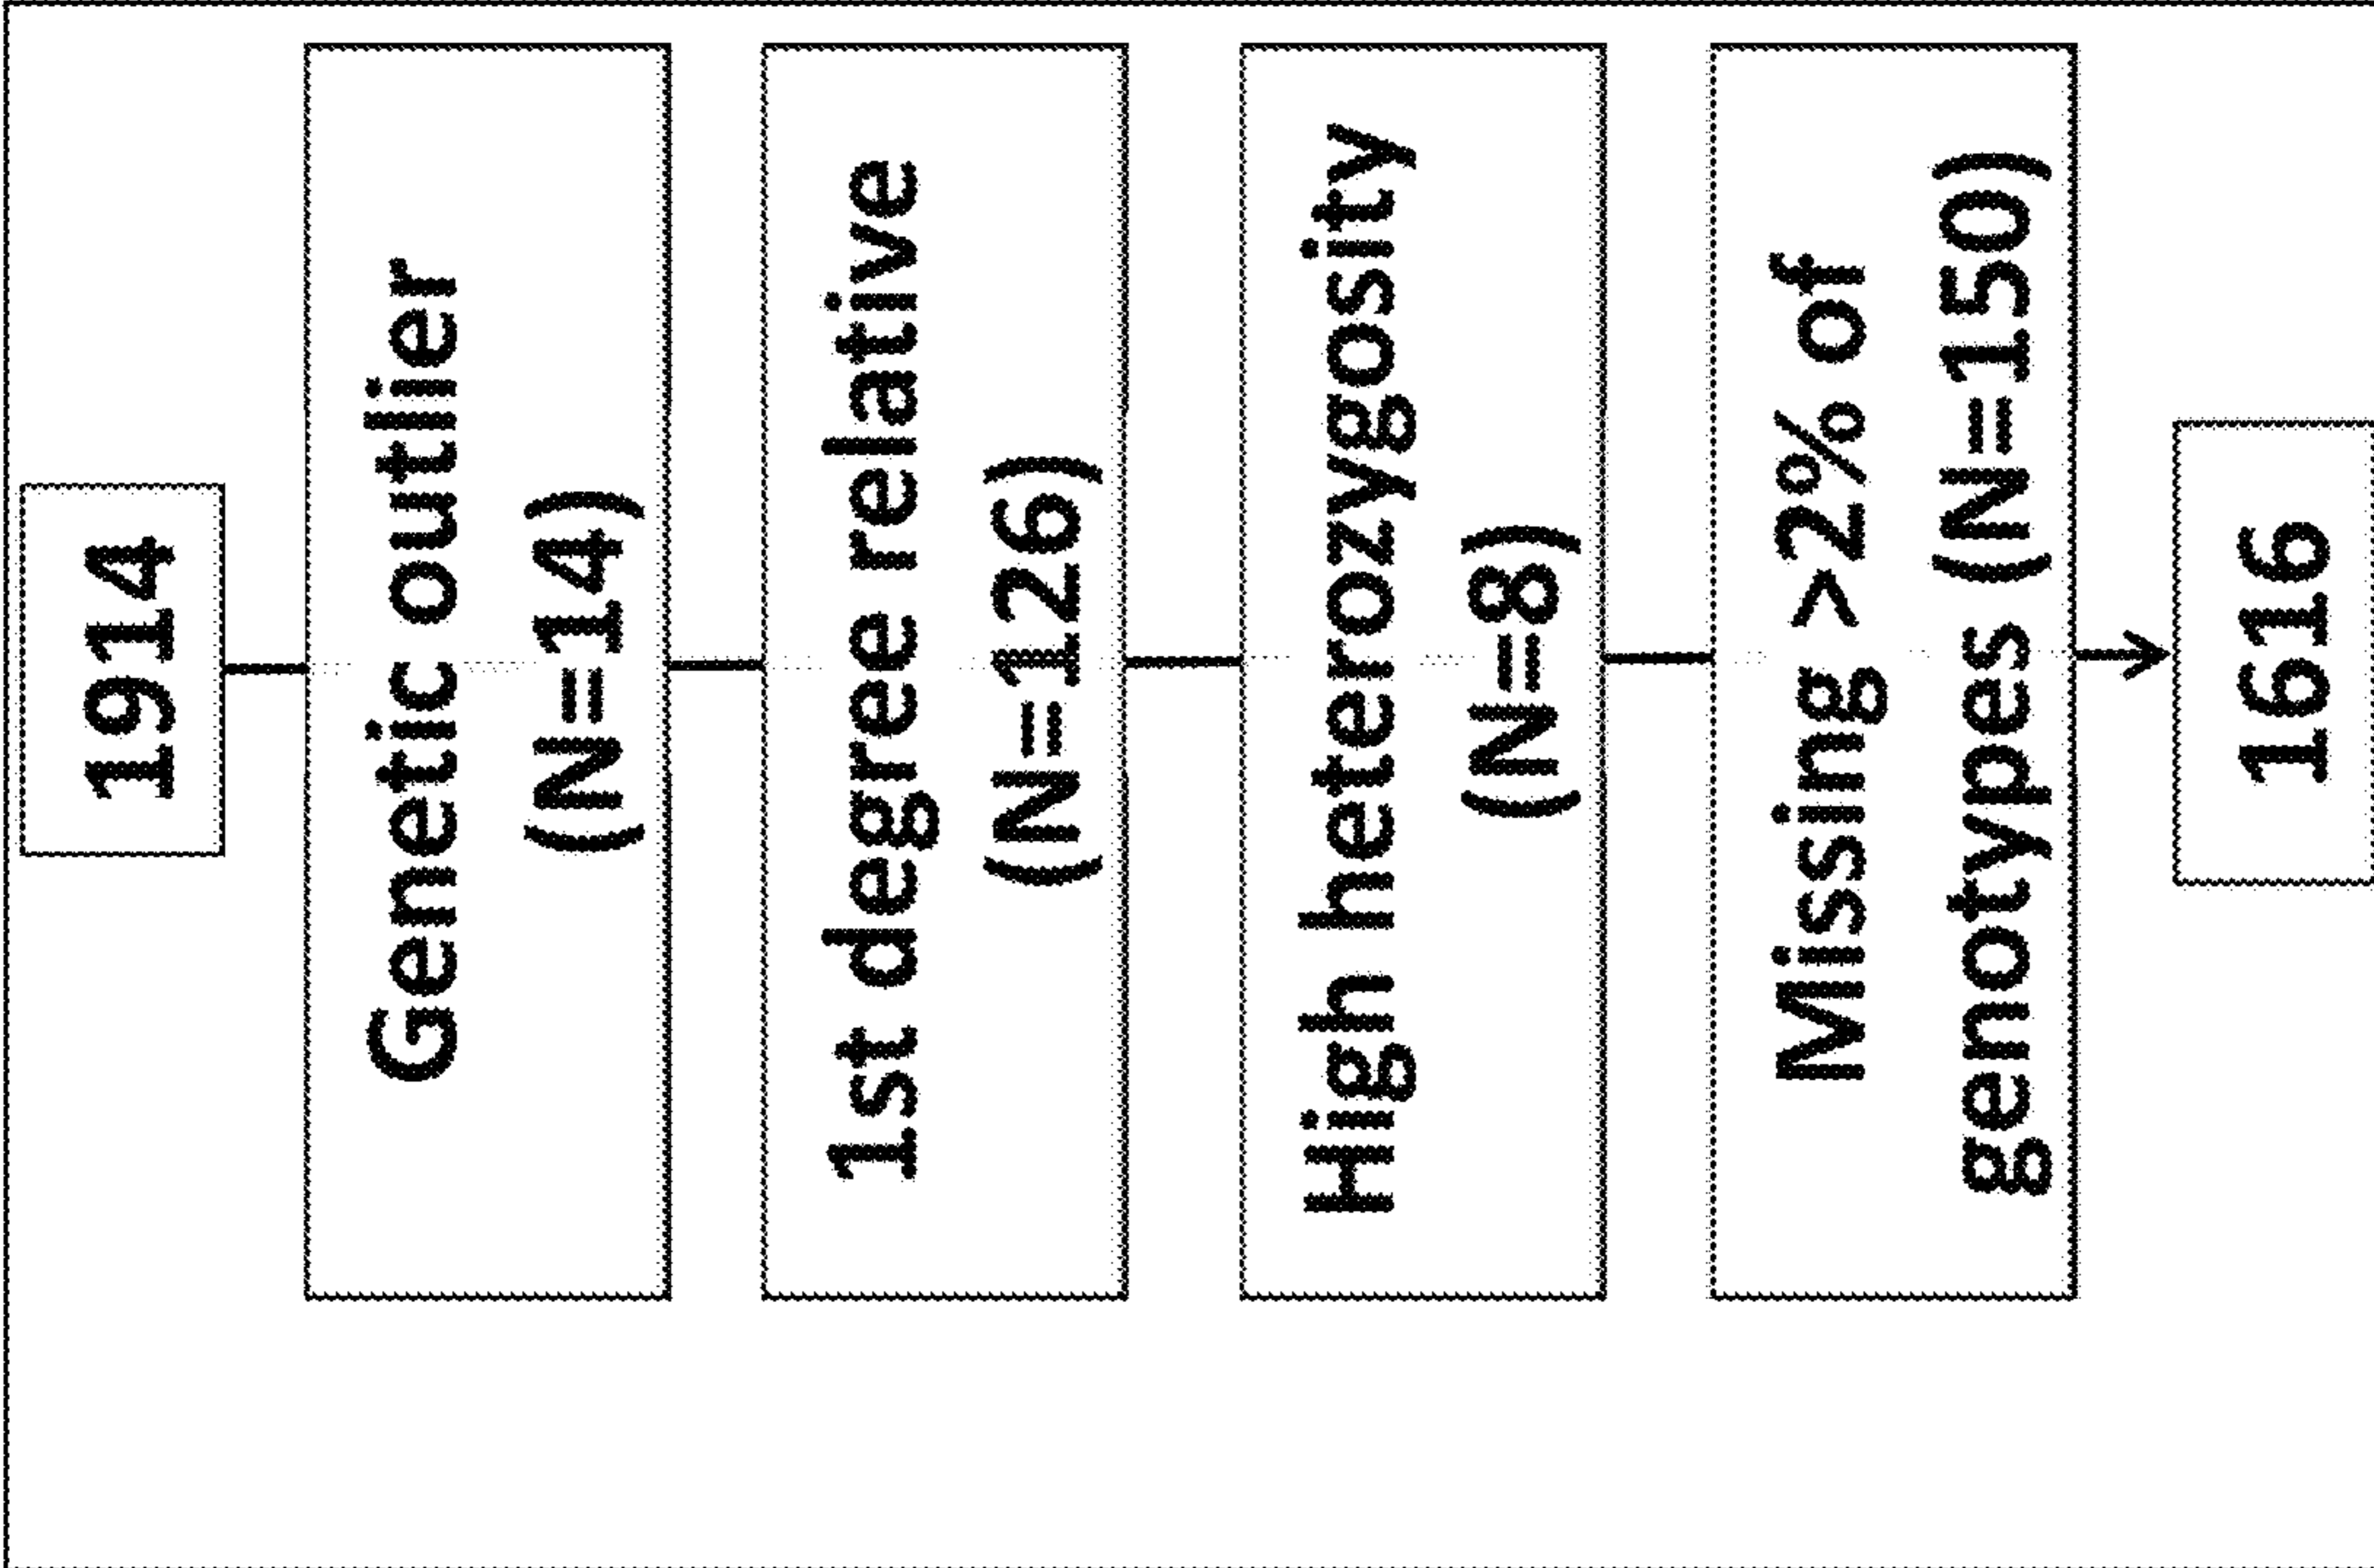 1914
Genetic outlier
(N=14)
1st degree relative
(N=126)
High heterozygosity
(N=8)
Missing >2% of
genotypes (N=150)
1616